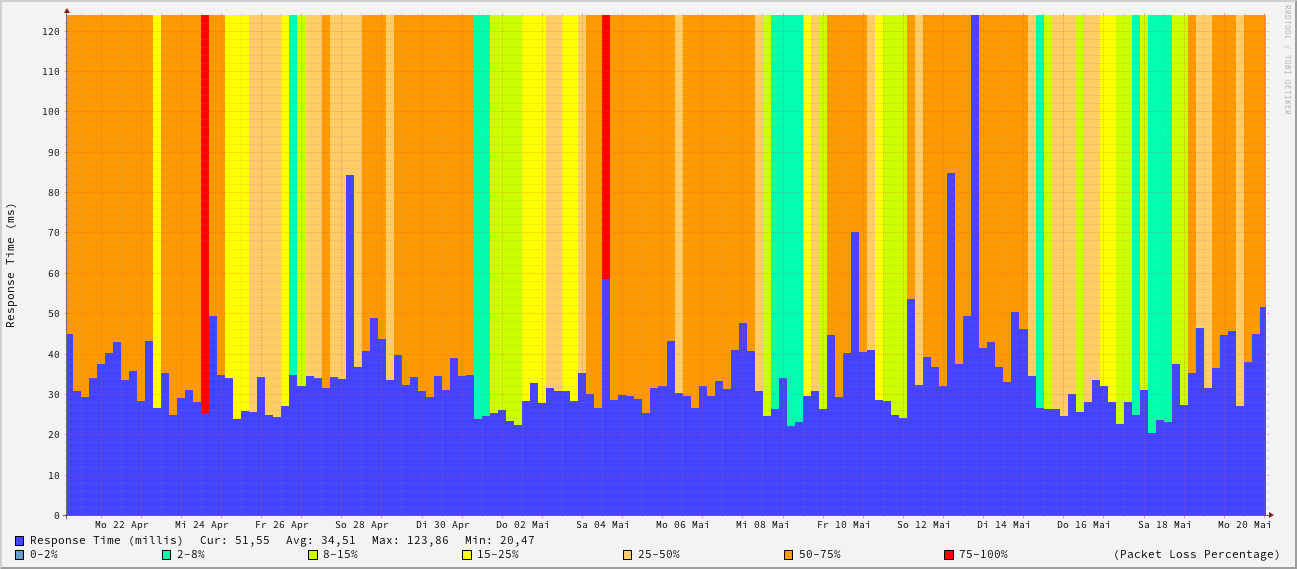 RRDTOOL / TOBI OETIKER
Response Time (ms)
120
110
100
90
80
70
60
50
40
30
20
10
0
Mo 22 Apr Mi 24 Apr Fr 26 Apr So 28 Apr Di 30 Apr Do 02 Mai Sa 04 Mai Mo 06 Mai Mi 08 Mai Fr 10 Mai So 12 Mai Di 14 Mai Do 16 Mai Sa 18 Mai Mo 20 Mai
Response Time (millis) Cur: 51,55 Avg: 34,51 Max: 123,86 Min: 20,47
0-2% 2-8% 8-15% 15-25% 25-50% 50-75% 75-100% (Packet Loss Percentage)